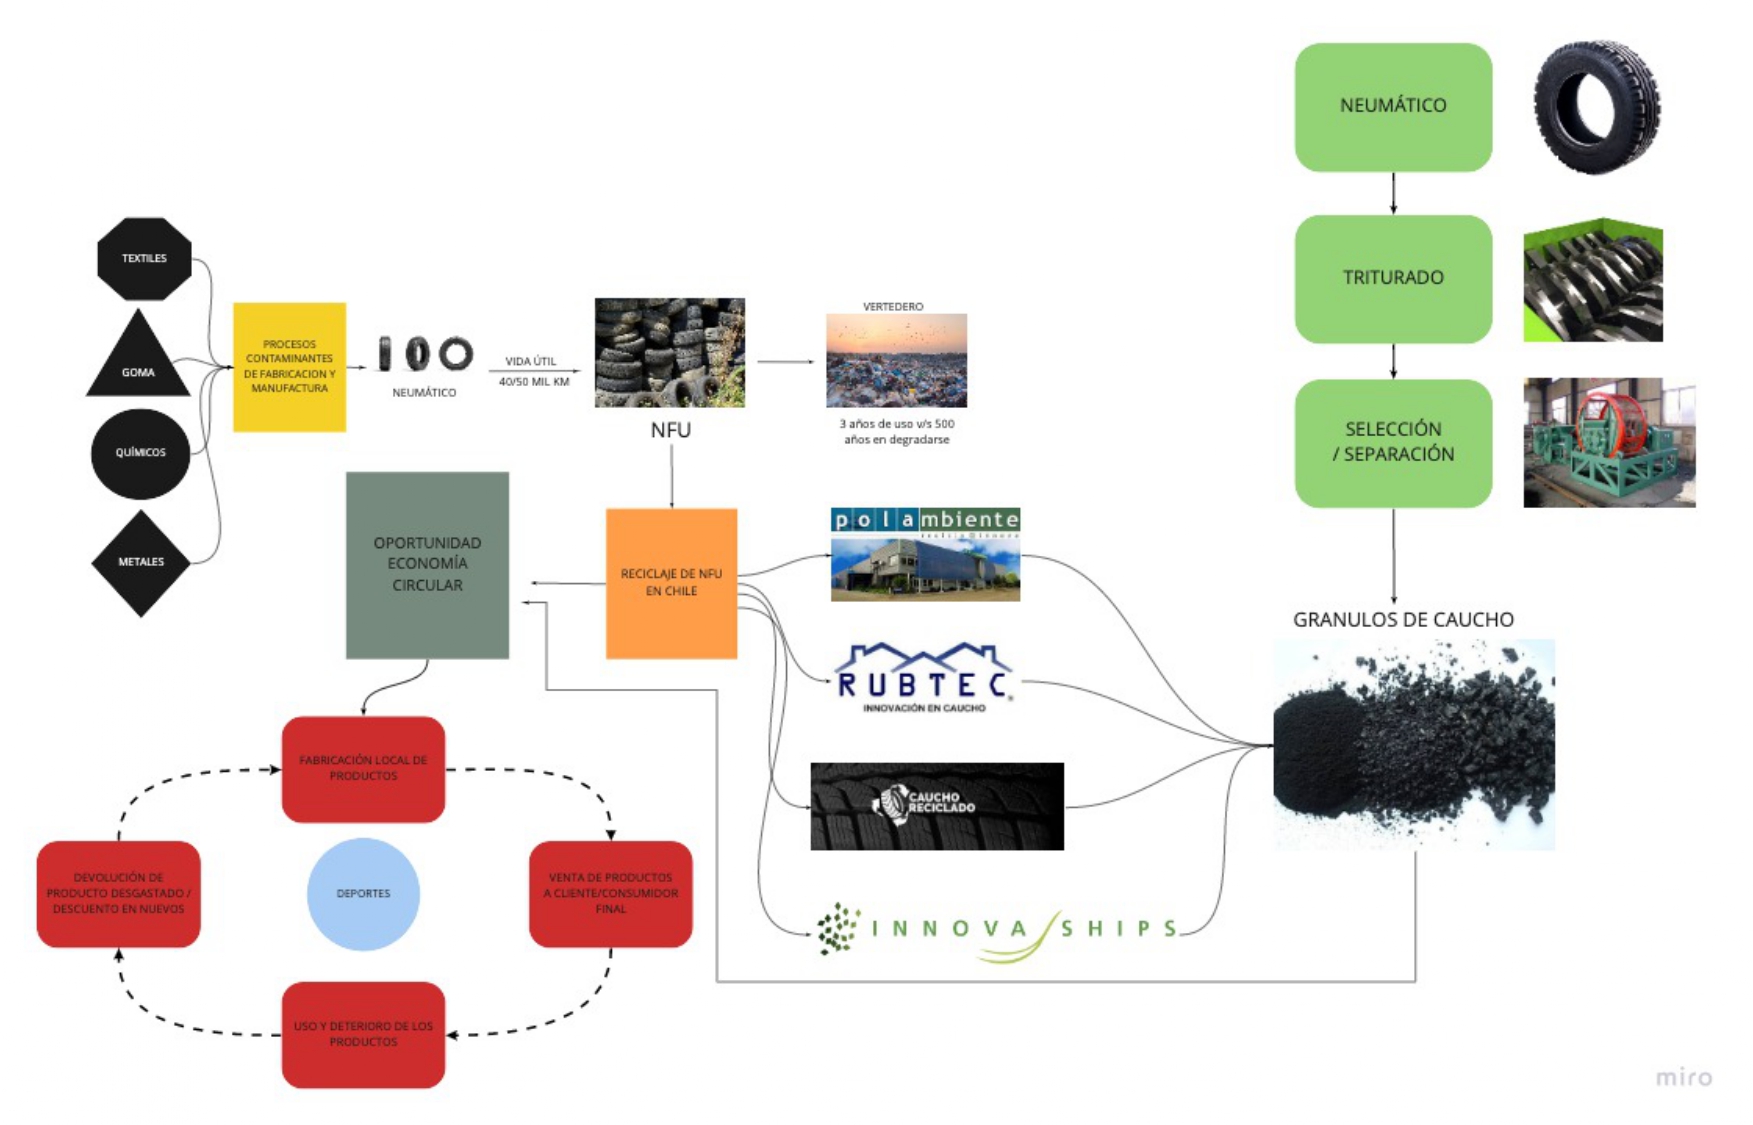 NEUMÁTICO
TRITURADO
SELECCIÓN
/ SEPARACIÓN
GRANULOS DE CAUCHO
TEXTILES
GOMA
QUÍMICOS
METALES
PROCESOS
CONTAMINANTES
DE FABRICACION Y
MANUFACTURA
NEUMÁTICO
VIDA ÚTIL
40/50 MIL KM
NFU
VERTEDERO
3 años de uso v/s 500
años en degradarse
OPORTUNIDAD
ECONOMÍA
CIRCULAR
RECICLAJE DE NFU
EN CHILE
polambiente
RUBTEC
INNOVACIÓN EN CAUCHO
CAUCHO
RECICLADO
INNOVA SHIPS
FABRICACIÓN LOCAL DE
PRODUCTOS
VENTA DE PRODUCTOS
A CLIENTE/CONSUMIDOR
FINAL
USO Y DETERIORO DE LOS
PRODUCTOS
DEVOLUCIÓN DE
PRODUCTO DESGASTADO /
DESCUENTO EN NUEVOS
DEPORTES
miro